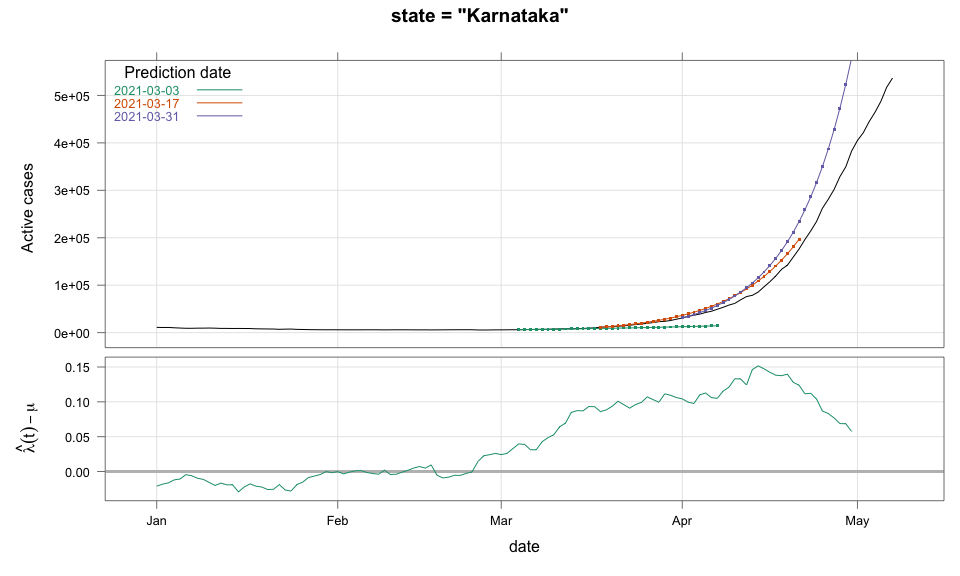 state = "Karnataka"
Prediction date
2021-03-03
2021-03-17
2021-03-31
Active cases
5e+05
4e+05
3e+05
2e+05
1e+05
0e+00
λ̂(t) − μ
0.15
0.10
0.05
0.00
Jan Feb Mar Apr May
date